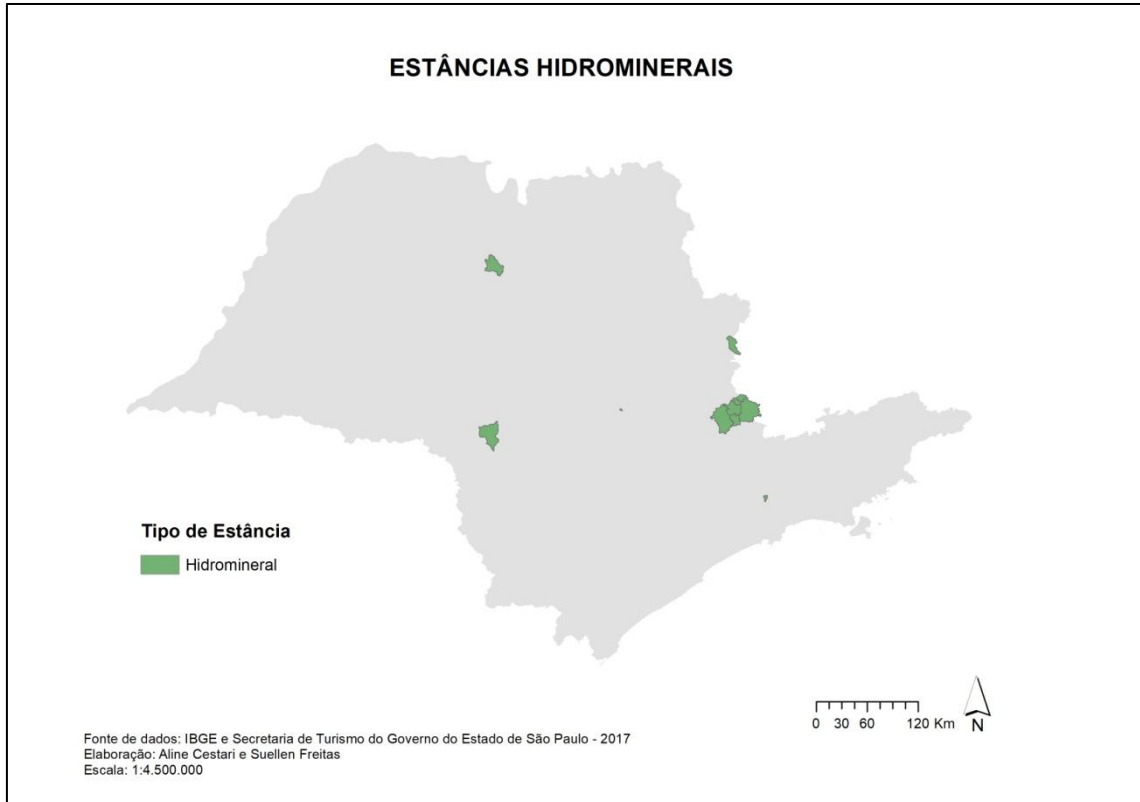 ESTÂNCIAS HIDROMINERAIS
Tipo de Estância
Hidromineral
0 30 60 120 Km
N
Fonte de dados: IBGE e Secretaria de Turismo do Governo do Estado de São Paulo - 2017
Elaboração: Aline Cestari e Suellen Freitas
Escala: 1:4.500.000